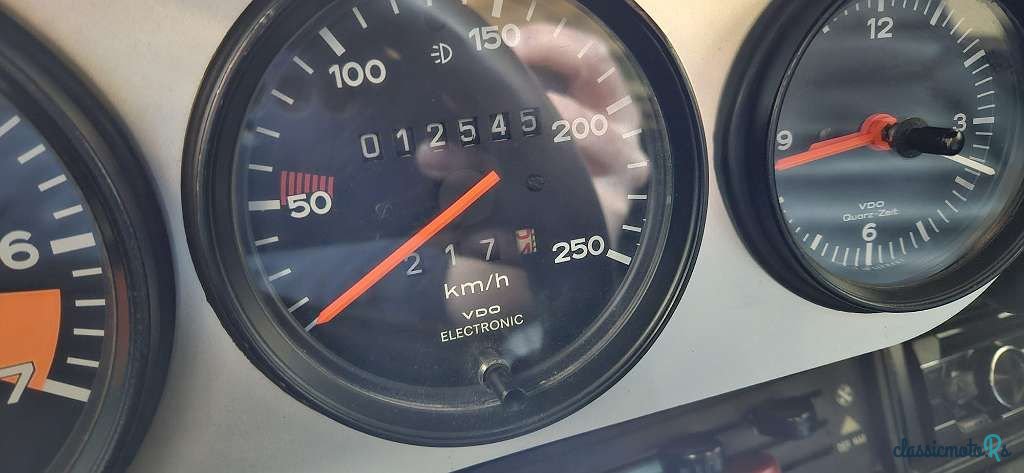 6
7
50
100
150
200
250
012545
217
km/h
VDO
ELECTRONIC
12
3
6
9
VDO
Quarz-Zeit
classicmotoRs